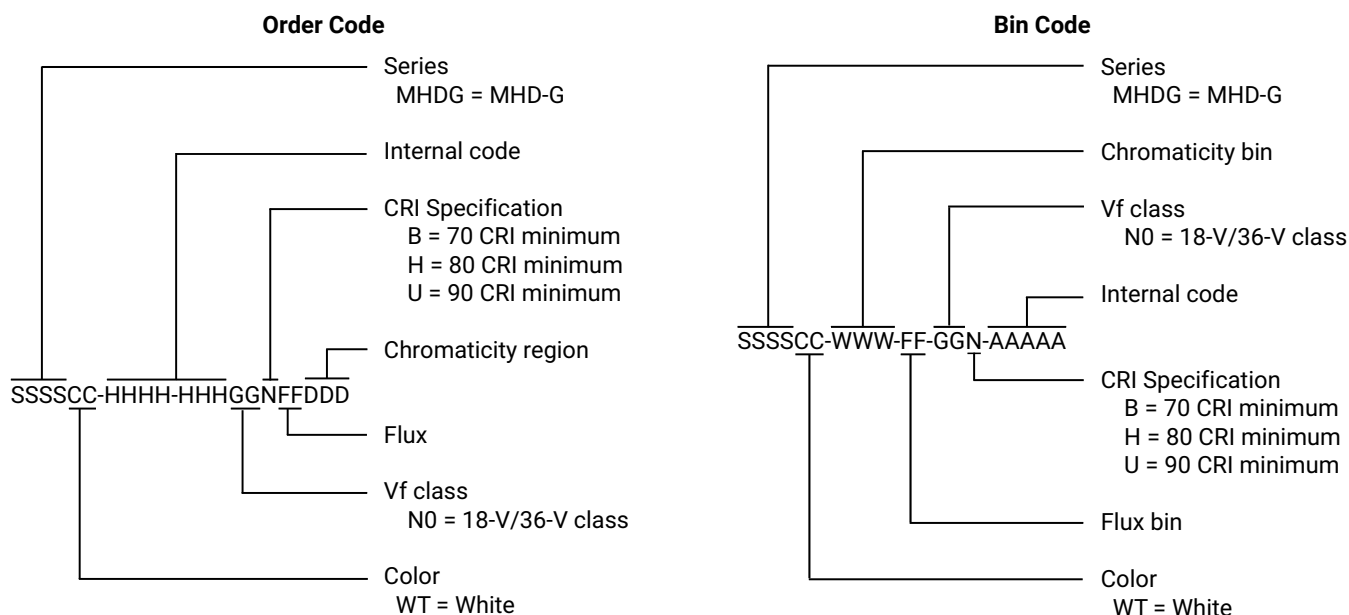 Order Code
Series
MHDG = MHD-G
Internal code
CRI Specification
B = 70 CRI minimum
H = 80 CRI minimum
U = 90 CRI minimum
Chromaticity region
SSSSCC-HHHH-HHHGGNFFDDD
Flux
Vf class
N0 = 18-V/36-V class
Color
WT = White
Bin Code
Series
MHDG = MHD-G
Chromaticity bin
Vf class
N0 = 18-V/36-V class
Internal code
SSSSCC-WWW-FF-GGN-AAAAA
CRI Specification
B = 70 CRI minimum
H = 80 CRI minimum
U = 90 CRI minimum
Flux bin
Color
WT = White